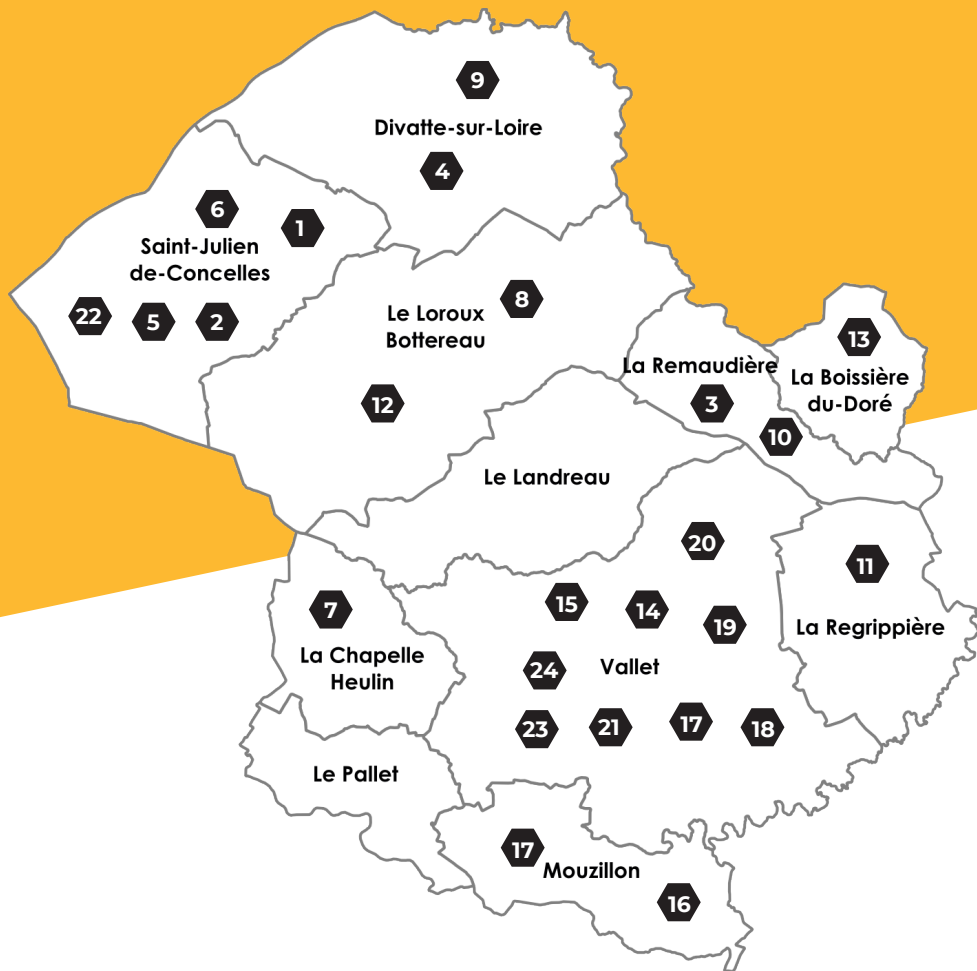 9
Divatte-sur-Loire
4
6
1
Saint-Julien
de-Concelles
22
5
2
8
Le Loroux
Bottereau
12
13
La Remaudière
La Boissière
du-Doré
3
10
Le Landreau
20
11
15
14
19
7
La Regrippière
La Chapelle
Heulin
24
Vallet
23
21
17
18
Le Pallet
17
Mouzillon
16